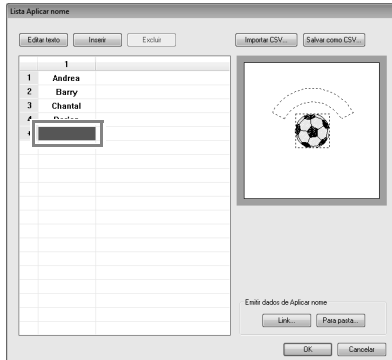 Lista Aplicar nome
Editar texto Inserir Excluir Importar CSV... Salvar como CSV...
1
1 Andrea
2 Barry
3 Chantal
4
Emitir dados de Aplicar nome
Link... Para pasta...
OK Cancelar